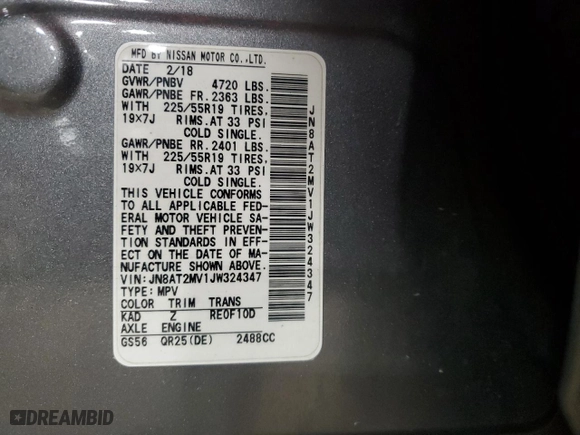 MFD BY NISSAN MOTOR CO.,LTD.
DATE 2/18
GVWR/PNBV 4720 LBS.
GAWR/PNBE FR. 2363 LBS.
WITH 225/55R19 TIRES,
19×7J RIMS. AT 33 PSI
COLD SINGLE.
GAWR/PNBE RR. 2401 LBS.
WITH 225/55R19 TIRES,
19×7J RIMS. AT 33 PSI
COLD SINGLE.
THIS VEHICLE CONFORMS
TO ALL APPLICABLE FED-
ERAL MOTOR VEHICLE SA-
FETY AND THEFT PREVEN-
TION STANDARDS IN EFF-
ECT ON THE DATE OF MA-
NUFACTURE SHOWN ABOVE.
VIN:JN8AT2MV1JW324347
TYPE:MPV
COLOR TRIM TRANS
KAD Z RE0F10D
AXLE ENGINE
GS56 QR25(DE) 2488CC
JN8AT2MV1JW324347
DREAMBID